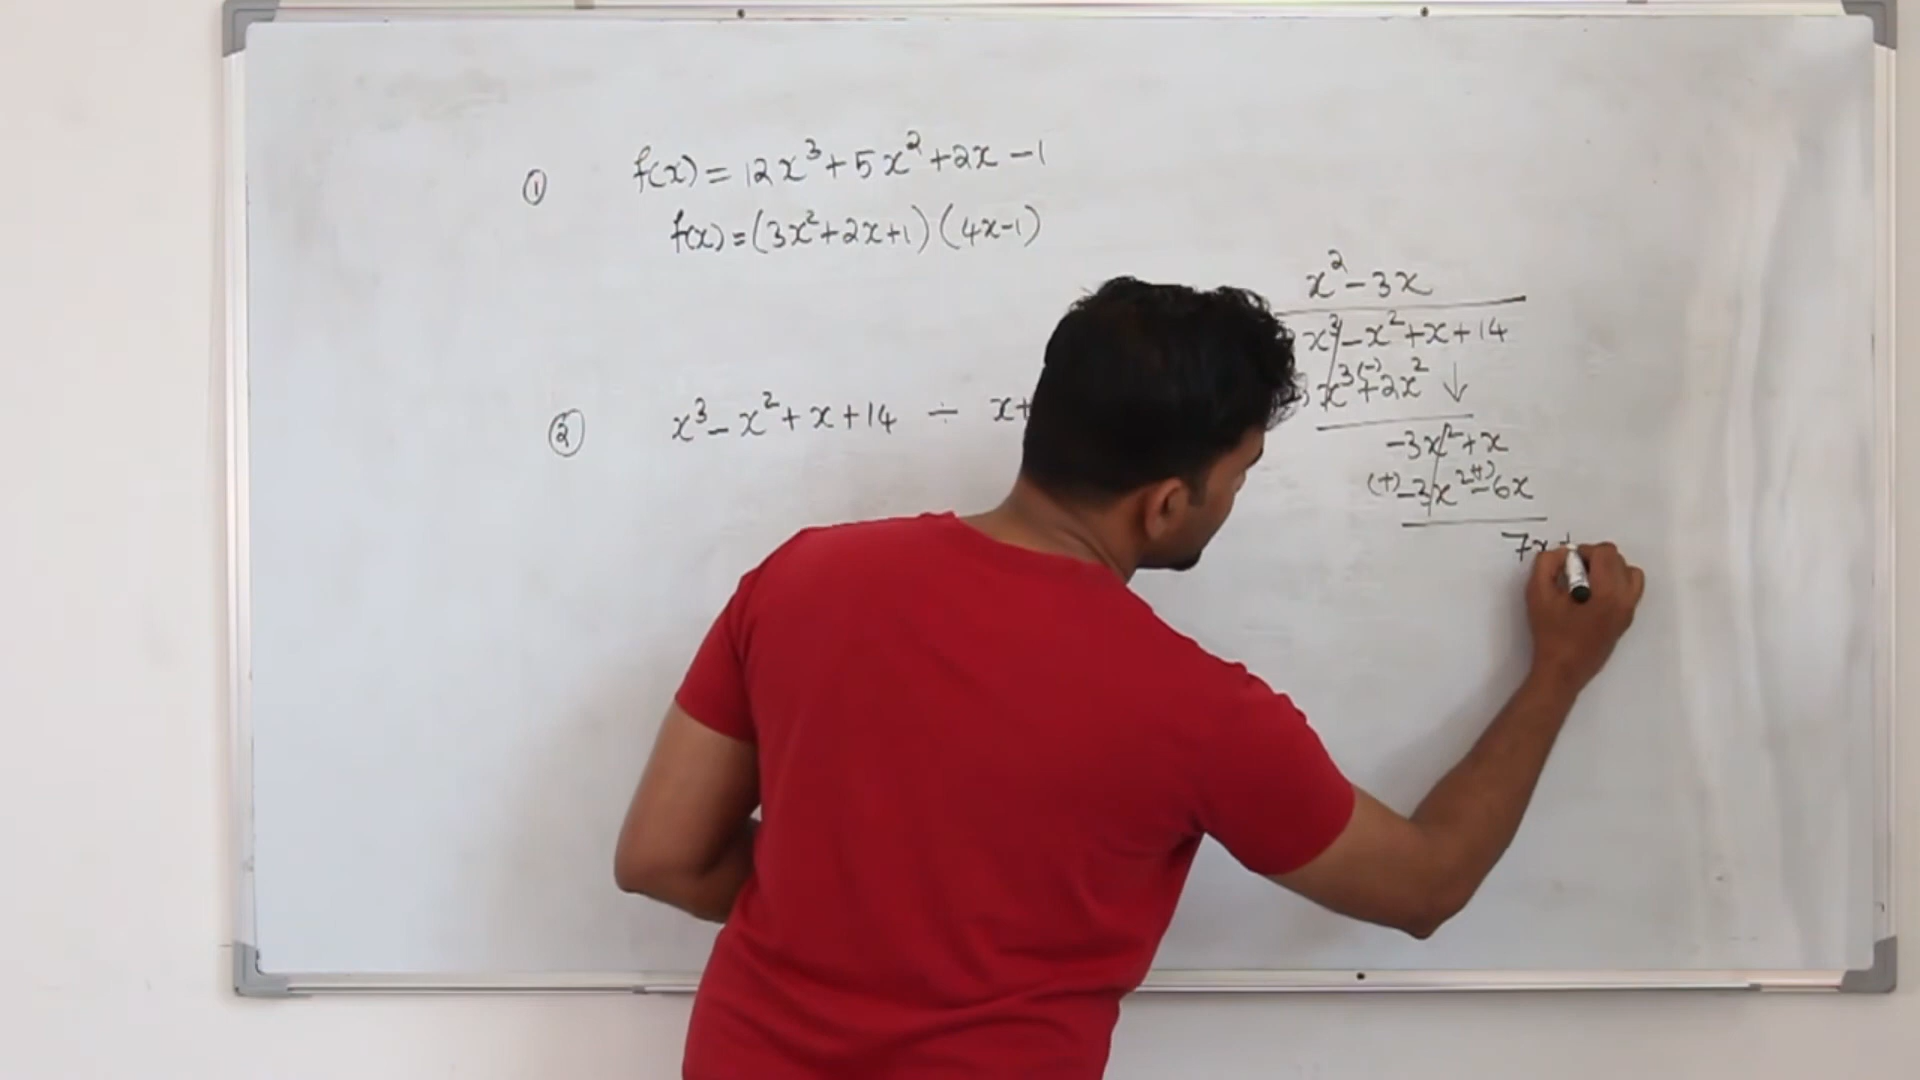 ① f(x) = 12x³ + 5x² + 2x - 1
f(x) = (3x² + 2x + 1) (4x - 1)
② x³ - x² + x + 14 ÷ x +
x² - 3x
x³ - x² + x + 14
x³ (-) + 2x² ↓
-3x² + x
(+) -3x² (+) - 6x
7x +